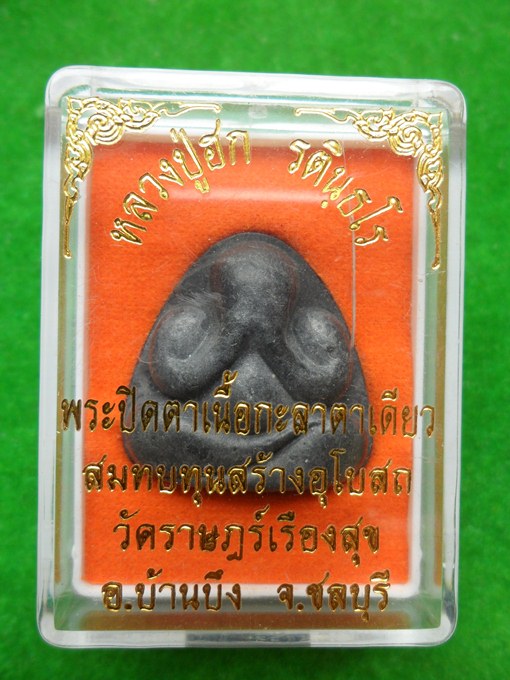 หลวงปู่ฮก รตินฺธโร
พระปิดตาเนื้อกะลาตาเดียว
สมทบทุนสร้างอุโบสถ
วัดราษฎร์เรืองสุข
อ.บ้านบึง จ.ชลบุรี